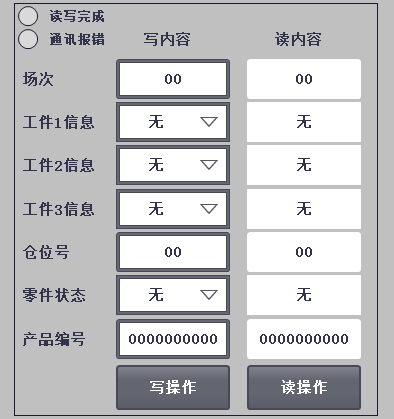 读写完成
通讯报错 写内容 读内容
场次 00 00
工件1信息 无 无
工件2信息 无 无
工件3信息 无 无
仓位号 00 00
零件状态 无 无
产品编号 0000000000 0000000000
写操作 读操作